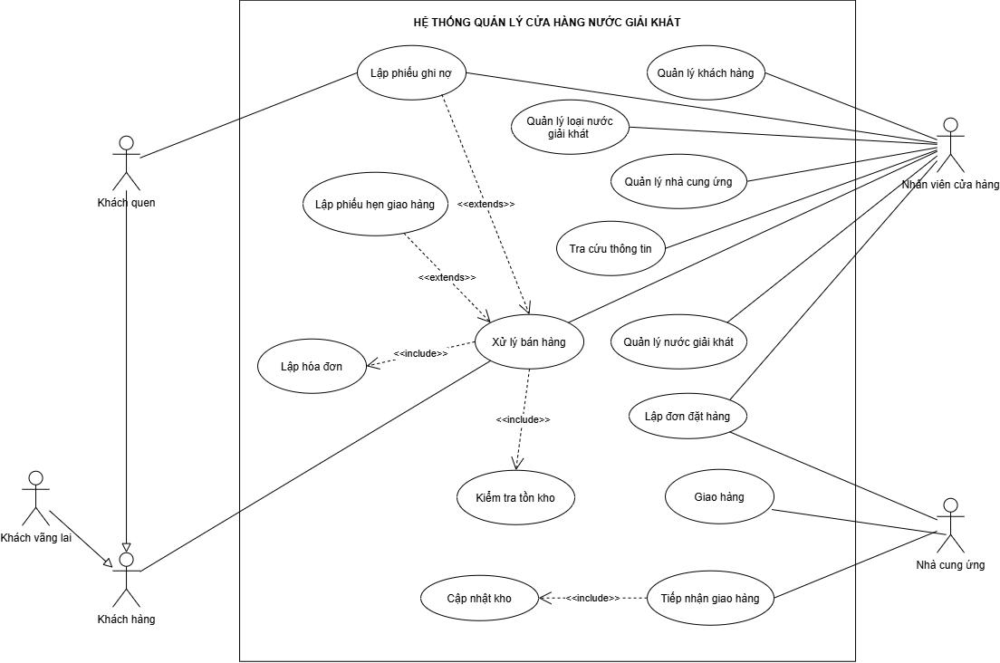 HỆ THỐNG QUẢN LÝ CỬA HÀNG NƯỚC GIẢI KHÁT
Lập phiếu ghi nợ
Quản lý khách hàng
Quản lý loại nước
giải khát
Khách quen
Nhân viên cửa hàng
Quản lý nhà cung ứng
Lập phiếu hẹn giao hàng
<<extends>>
Tra cứu thông tin
<<extends>>
Xử lý bán hàng
Quản lý nước giải khát
<<include>>
Lập hóa đơn
<<include>>
Lập đơn đặt hàng
Kiểm tra tồn kho
Giao hàng
Khách vãng lai
Nhà cung ứng
Cập nhật kho
<<include>>
Tiếp nhận giao hàng
Khách hàng